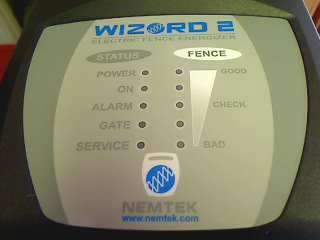 WIZORD 2
ELECTRIC FENCE ENERGIZER
STATUS FENCE
POWER GOOD
ON
ALARM CHECK
GATE
SERVICE BAD
NEMTEK
www.nemtek.com